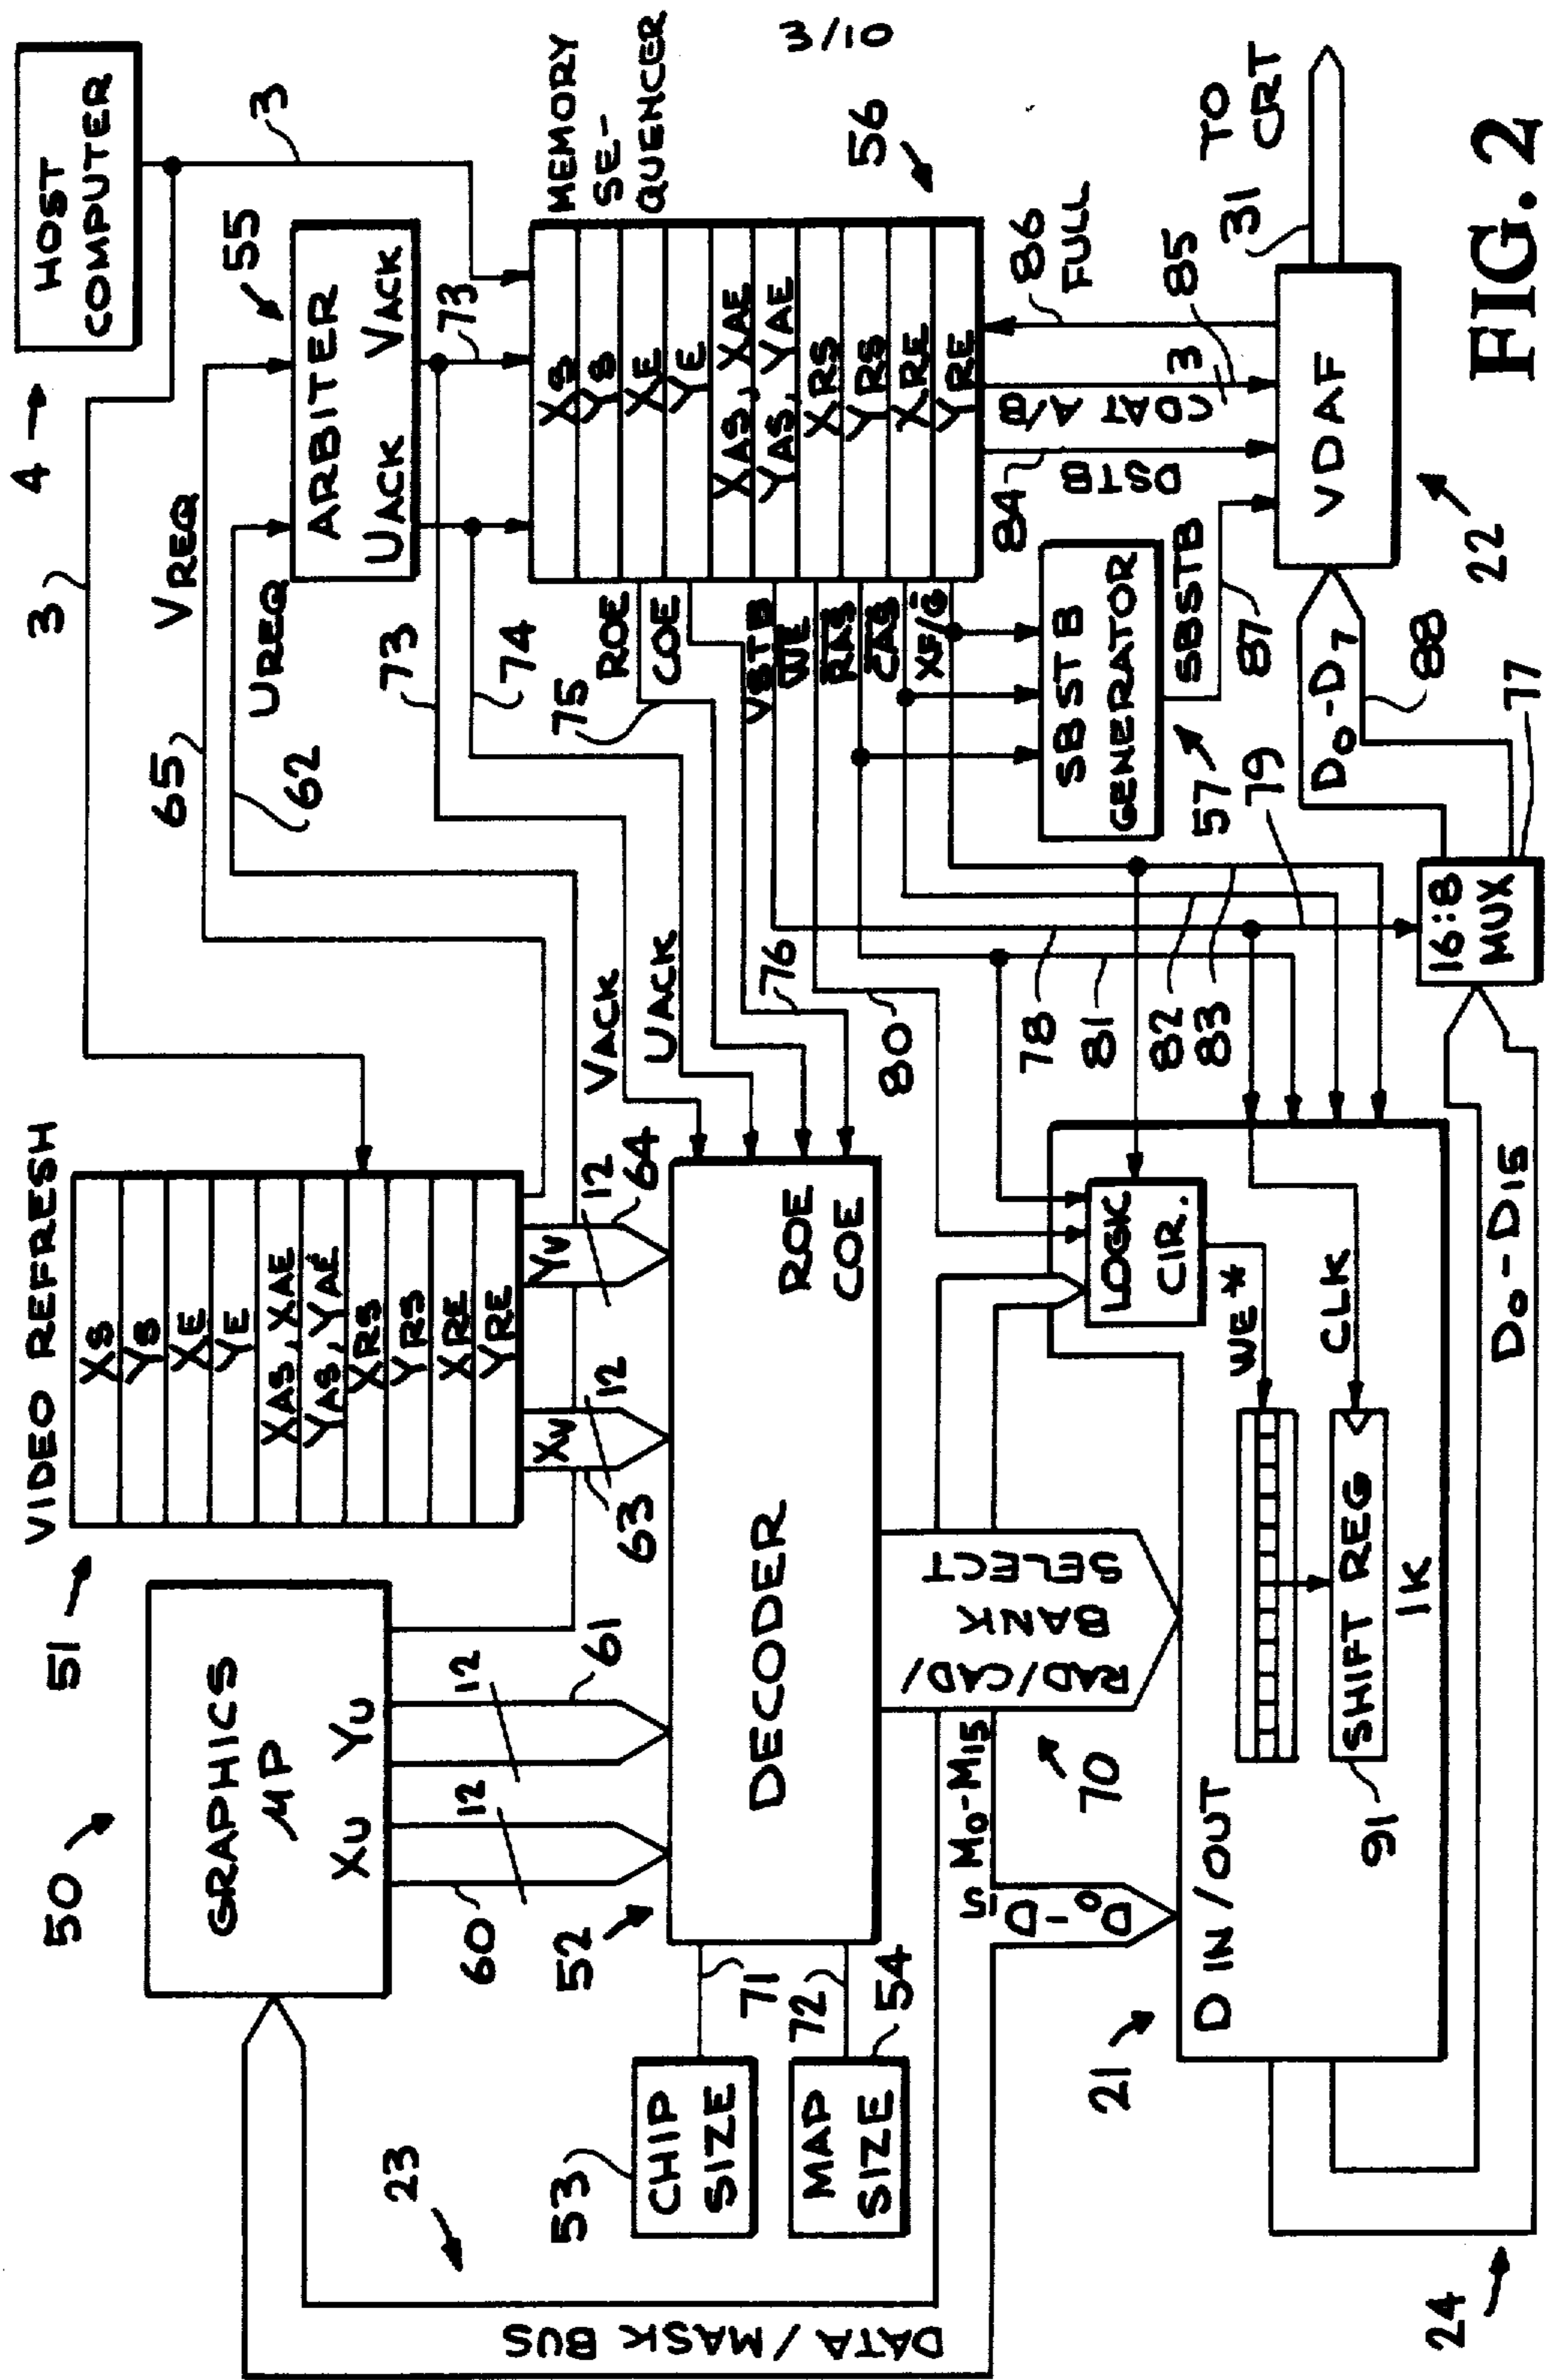 3/10
4
HOST
COMPUTER
3
3
VREQ
65
UREQ
62
55
ARBITER
UACK
VACK
73
73
74
MEMORY
SE-
QUENCER
XS
YS
XE
YE
XAS, XAE
YAS, YAE
XRS
YRS
XRE
YRE
56
ROE
COE
75
VSTB
WE
RAS
CAS
XF/G
VIDEO REFRESH
51
XS
YS
XE
YE
XAS, XAE
YAS, YAE
XRS
YRS
XRE
YRE
XV
YV
12
12
63
64
50
GRAPHICS
μP
XU
YU
12
12
60
61
VACK
UACK
76
80
52
DECODER
ROE
COE
53
CHIP
SIZE
71
MAP
SIZE
72
54
23
DATA/MASK BUS
M0-M15
D0-D15
RAD/CAD/
BANK
SELECT
70
SBSTB
GENERATOR
57
SBSTB
87
84
DSTB
CDAT A/B
3
85
86
FULL
VDAF
22
31
TO
CRT
D0-D7
88
16:8
MUX
77
78
81
82
83
79
21
D IN/OUT
LOGIC
CIR.
WE*
CLK
SHIFT REG
91
1K
D0-D15
24
FIG. 2